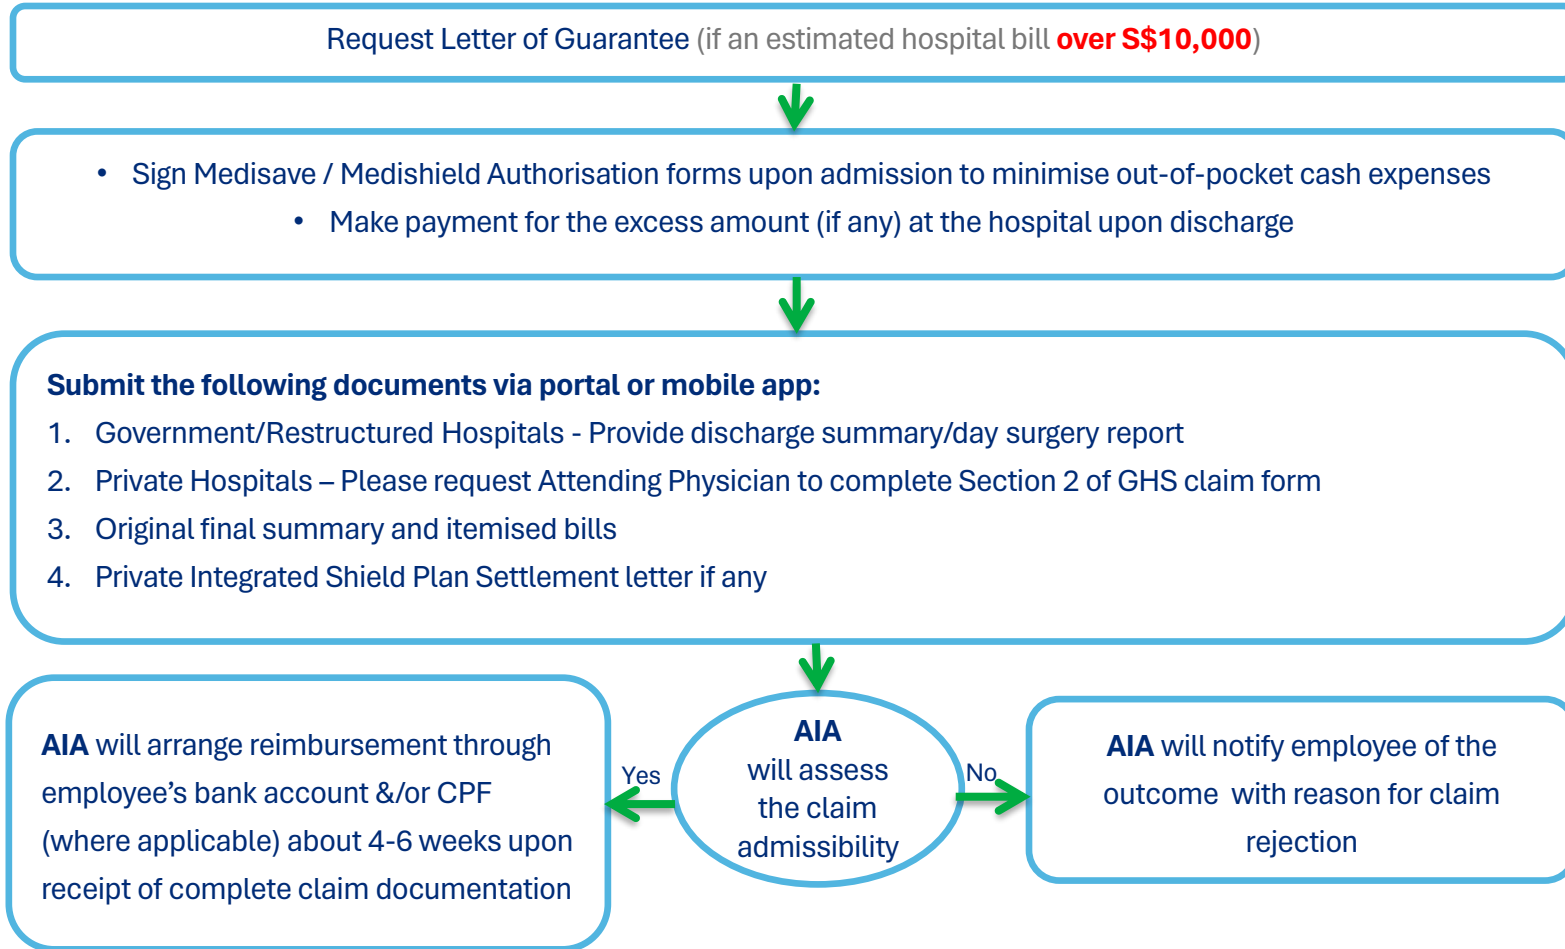 Request Letter of Guarantee (if an estimated hospital bill over S$10,000)
• Sign Medisave / Medishield Authorisation forms upon admission to minimise out-of-pocket cash expenses
• Make payment for the excess amount (if any) at the hospital upon discharge
Submit the following documents via portal or mobile app:
1. Government/Restructured Hospitals - Provide discharge summary/day surgery report
2. Private Hospitals – Please request Attending Physician to complete Section 2 of GHS claim form
3. Original final summary and itemised bills
4. Private Integrated Shield Plan Settlement letter if any
AIA
will assess
the claim
admissibility
Yes
AIA will arrange reimbursement through
employee's bank account &/or CPF
(where applicable) about 4-6 weeks upon
receipt of complete claim documentation
No
AIA will notify employee of the
outcome with reason for claim
rejection